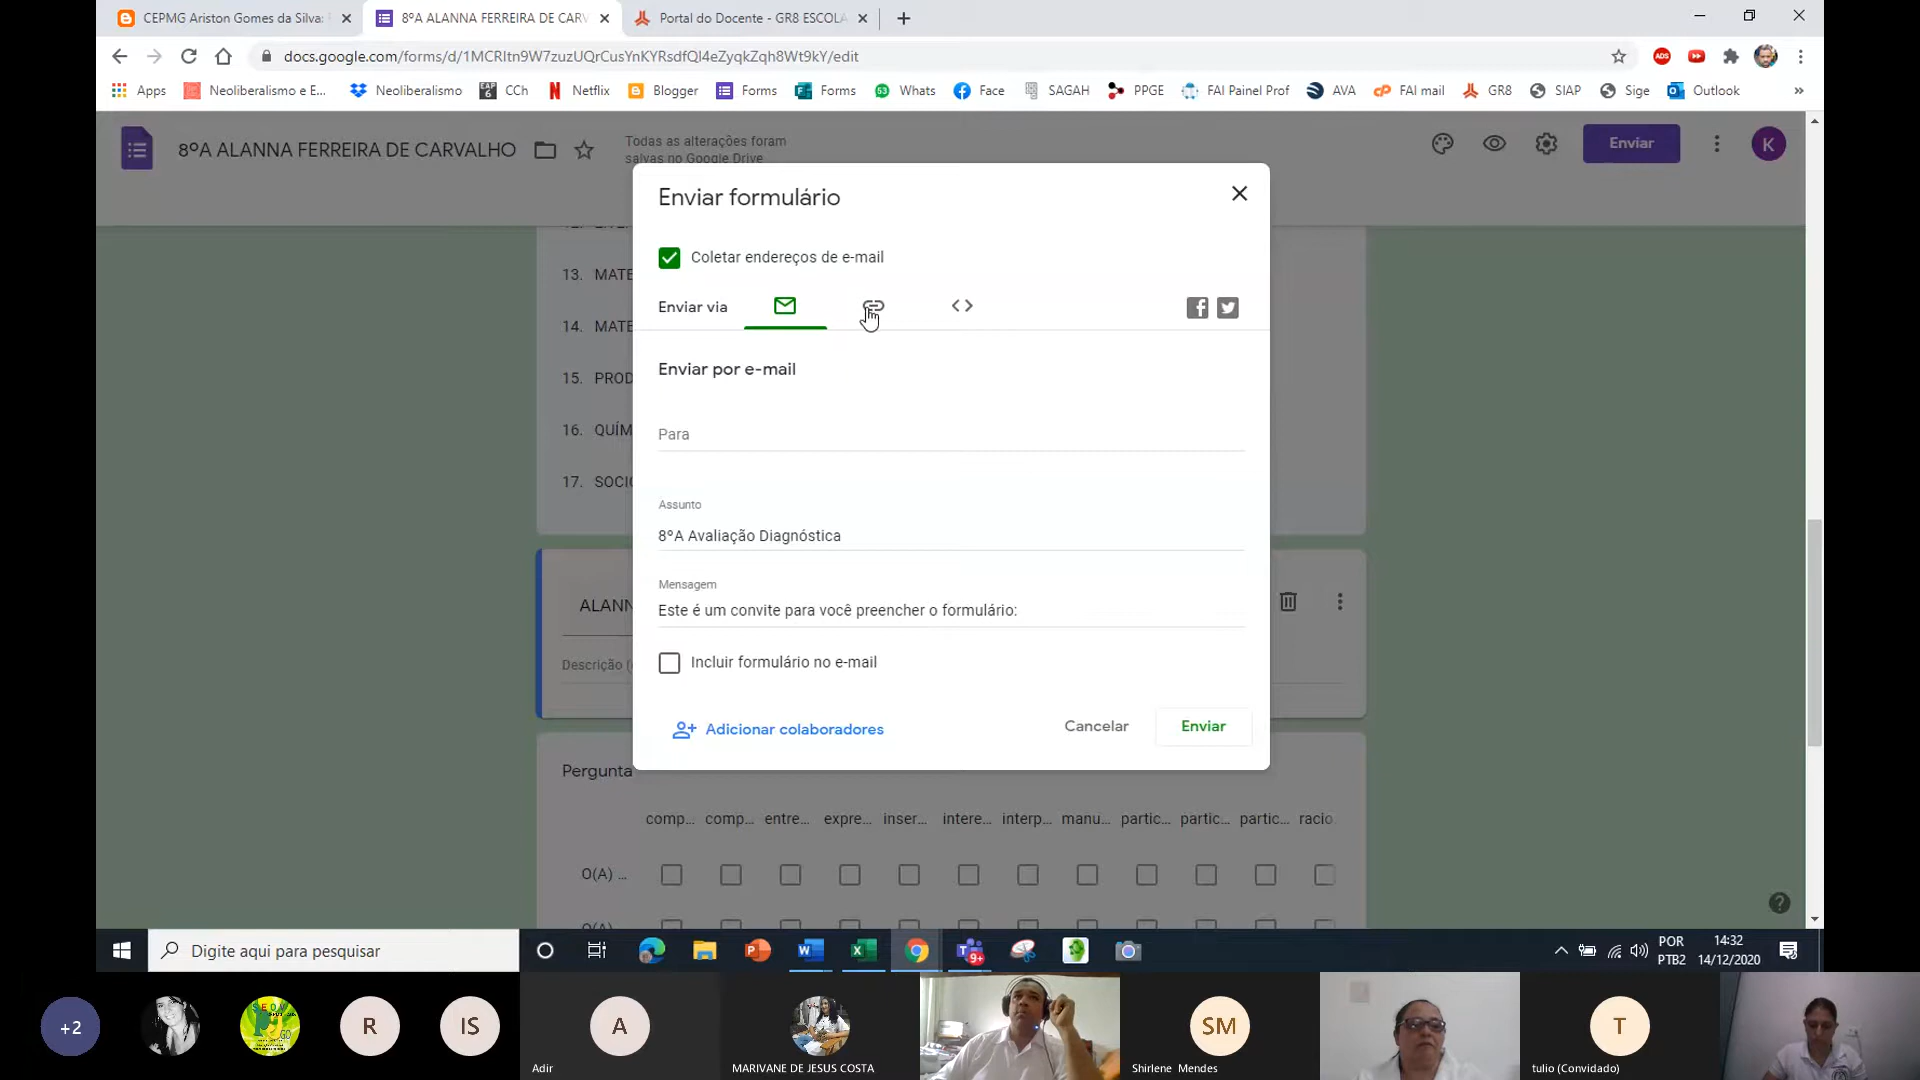 CEPMG Ariston Gomes da Silva:
8ºA ALANNA FERREIRA DE CARV
Portal do Docente - GR8 ESCOLA
docs.google.com/forms/d/1MCRItn9W7zuzUQrCusYnKYRsdfQl4eZyqkZqh8Wt9kY/edit
Apps
Neoliberalismo e E...
Neoliberalismo
CCh
Netflix
Blogger
Forms
Forms
Whats
Face
SAGAH
PPGE
FAI Painel Prof
AVA
FAI mail
GR8
SIAP
Sige
Outlook
8ºA ALANNA FERREIRA DE CARVALHO
Todas as alterações foram
salvas no Google Drive
Enviar
K
Enviar formulário
Coletar endereços de e-mail
Enviar via
Enviar por e-mail
Para
Assunto
8ºA Avaliação Diagnóstica
Mensagem
Este é um convite para você preencher o formulário:
Incluir formulário no e-mail
Adicionar colaboradores
Cancelar
Enviar
13. MATE
14. MATE
15. PROD
16. QUÍM
17. SOCIO
ALANN
Descrição (
Pergunta
comp... comp... entre... expre... inser... intere... interp... manu... partic... partic... partic... racio
O(A) ...
O(A)
Digite aqui para pesquisar
9+
POR
PTB2
14:32
14/12/2020
+2
R
IS
A
Adir
MARIVANE DE JESUS COSTA
SM
Shirlene Mendes
T
tulio (Convidado)